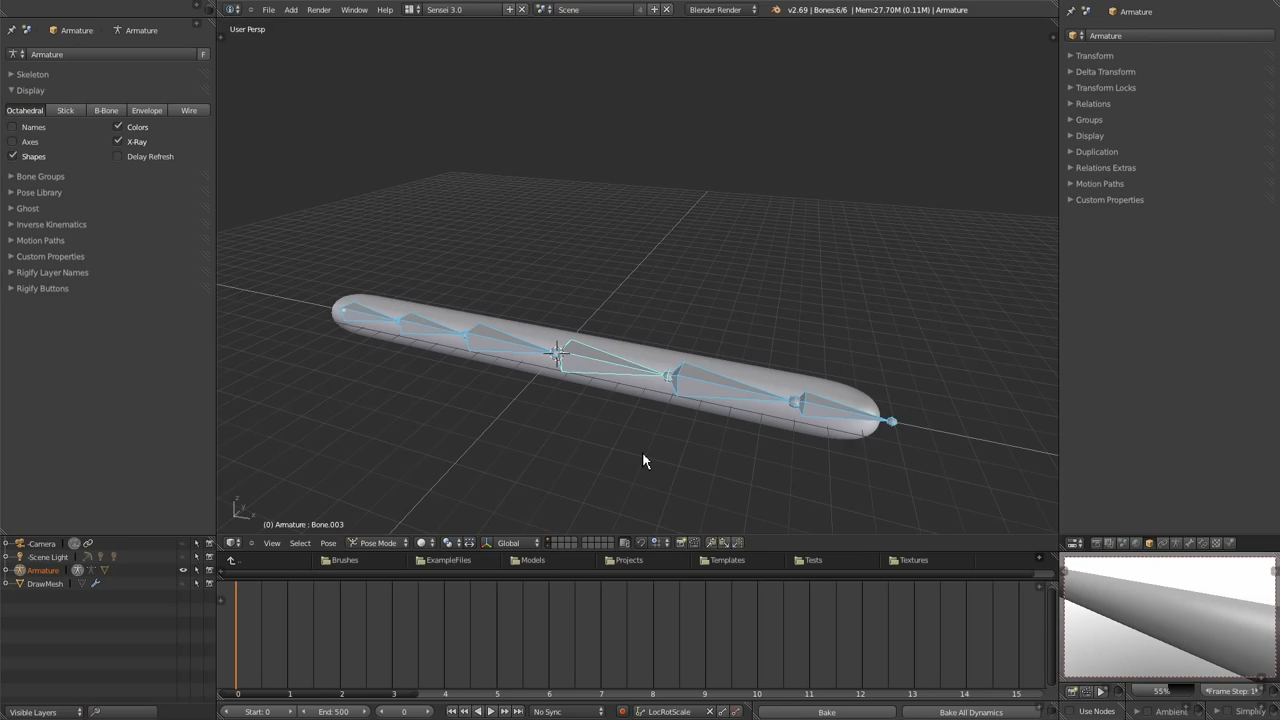 File Add Render Window Help Sensei 3.0 Scene 4 Blender Render v2.69 | Bones:6/6 | Mem:27.70M (0.11M) | Armature
Armature Armature
Armature F
Skeleton
Display
Octahedral Stick B-Bone Envelope Wire
Names Colors
Axes X-Ray
Shapes Delay Refresh
Bone Groups
Pose Library
Ghost
Inverse Kinematics
Motion Paths
Custom Properties
Rigify Layer Names
Rigify Buttons
User Persp
z
x
(0) Armature : Bone.003
Armature
Armature
Transform
Delta Transform
Transform Locks
Relations
Groups
Display
Duplication
Relations Extras
Motion Paths
Custom Properties
Camera
Scene Light
Armature
DrawMesh
Visible Layers
View Select Pose Pose Mode Global
.. Brushes ExampleFiles Models Projects Templates Tests Textures
0 1 2 3 4 5 6 7 8 9 10 11 12 13 14 15
Start: 0 End: 500 0 No Sync LocRotScale Bake Bake All Dynamics
55% *Frame Step: 1*
Use Nodes Ambient Simplify